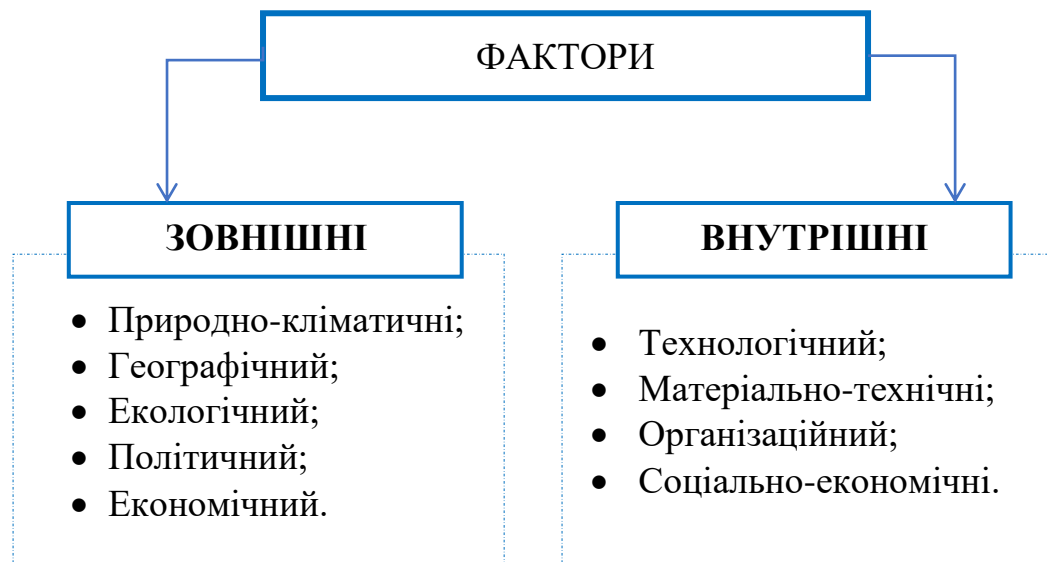 ФАКТОРИ
ЗОВНІШНІ
• Природно-кліматичні;
• Географічний;
• Екологічний;
• Політичний;
• Економічний.
ВНУТРІШНІ
• Технологічний;
• Матеріально-технічні;
• Організаційний;
• Соціально-економічні.